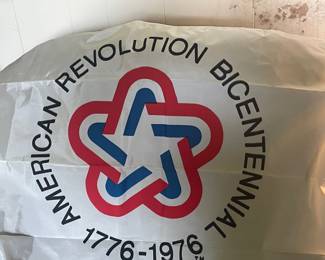 AMERICAN REVOLUTION BICENTENNIAL
1776-1976